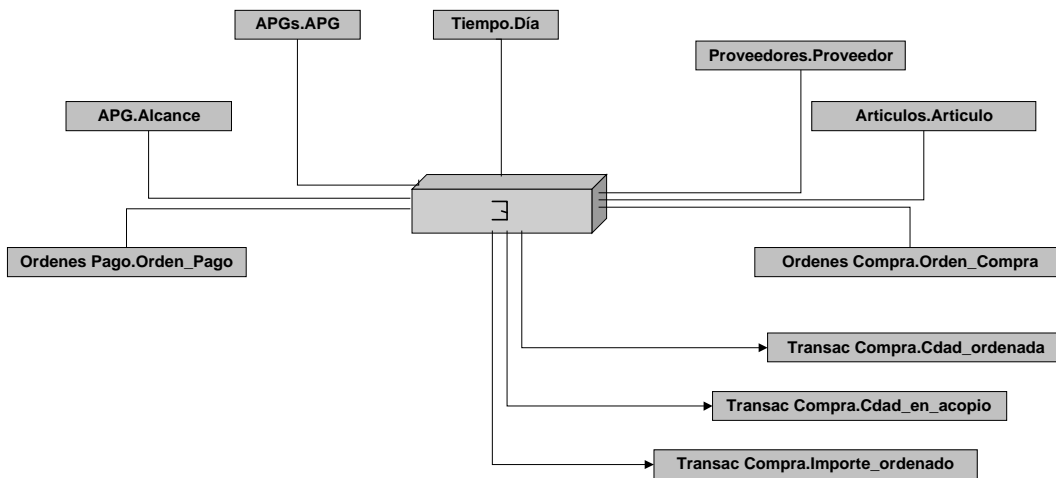 APGs.APG
Tiempo.Día
Proveedores.Proveedor
APG.Alcance
Articulos.Articulo
Ordenes Pago.Orden_Pago
Ordenes Compra.Orden_Compra
Transac Compra.Cdad_ordenada
Transac Compra.Cdad_en_acopio
Transac Compra.Importe_ordenado